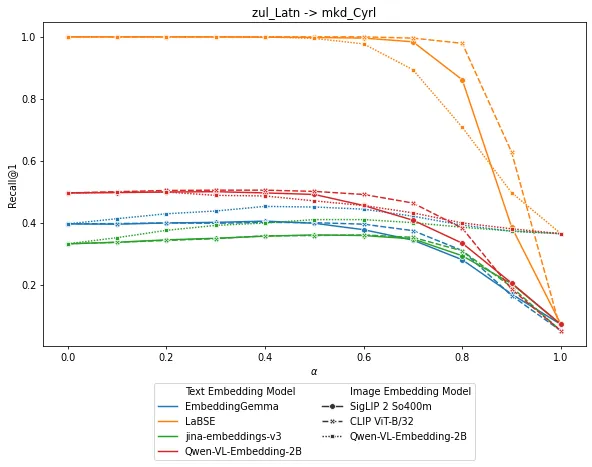 zul_Latn -> mkd_Cyrl
Recall@1
1.0
0.8
0.6
0.4
0.2
0.0 0.2 0.4 0.6 0.8 1.0
α
Text Embedding Model
EmbeddingGemma
LaBSE
jina-embeddings-v3
Qwen-VL-Embedding-2B
Image Embedding Model
SigLIP 2 So400m
CLIP ViT-B/32
Qwen-VL-Embedding-2B